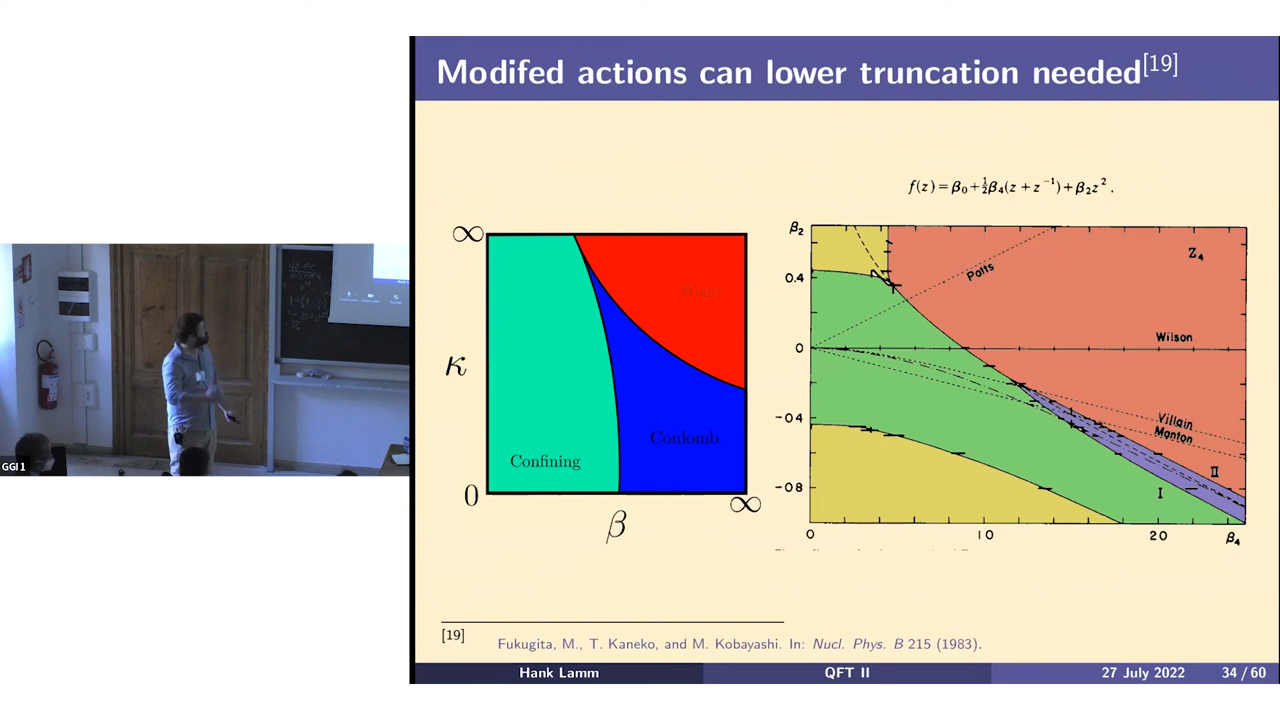 Modifed actions can lower truncation needed[19]
f(z) = β₀ + ½β₄(z + z⁻¹) + β₂z² .
∞
κ
0
Higgs
Coulomb
Confining
β
∞
β₂
0.4
0
-0.4
-0.8
Potts
Z₄
Wilson
Villain
Manton
II
I
0
10
20
β₄
[19]
Fukugita, M., T. Kaneko, and M. Kobayashi. In: Nucl. Phys. B 215 (1983).
Hank Lamm
QFT II
27 July 2022
34 / 60
GGI1